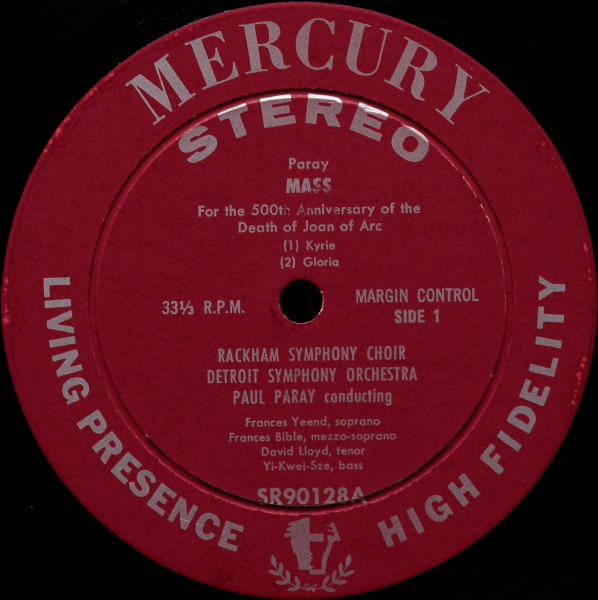 MERCURY
STEREO
Paray
MASS
For the 500th Anniversary of the
Death of Joan of Arc
(1) Kyrie
(2) Gloria
33⅓ R.P.M.
MARGIN CONTROL
SIDE 1
RACKHAM SYMPHONY CHOIR
DETROIT SYMPHONY ORCHESTRA
PAUL PARAY conducting
Frances Yeend, soprano
Frances Bible, mezzo-soprano
David Lloyd, tenor
Yi-Kwei-Sze, bass
SR90128A
LIVING PRESENCE
HIGH FIDELITY